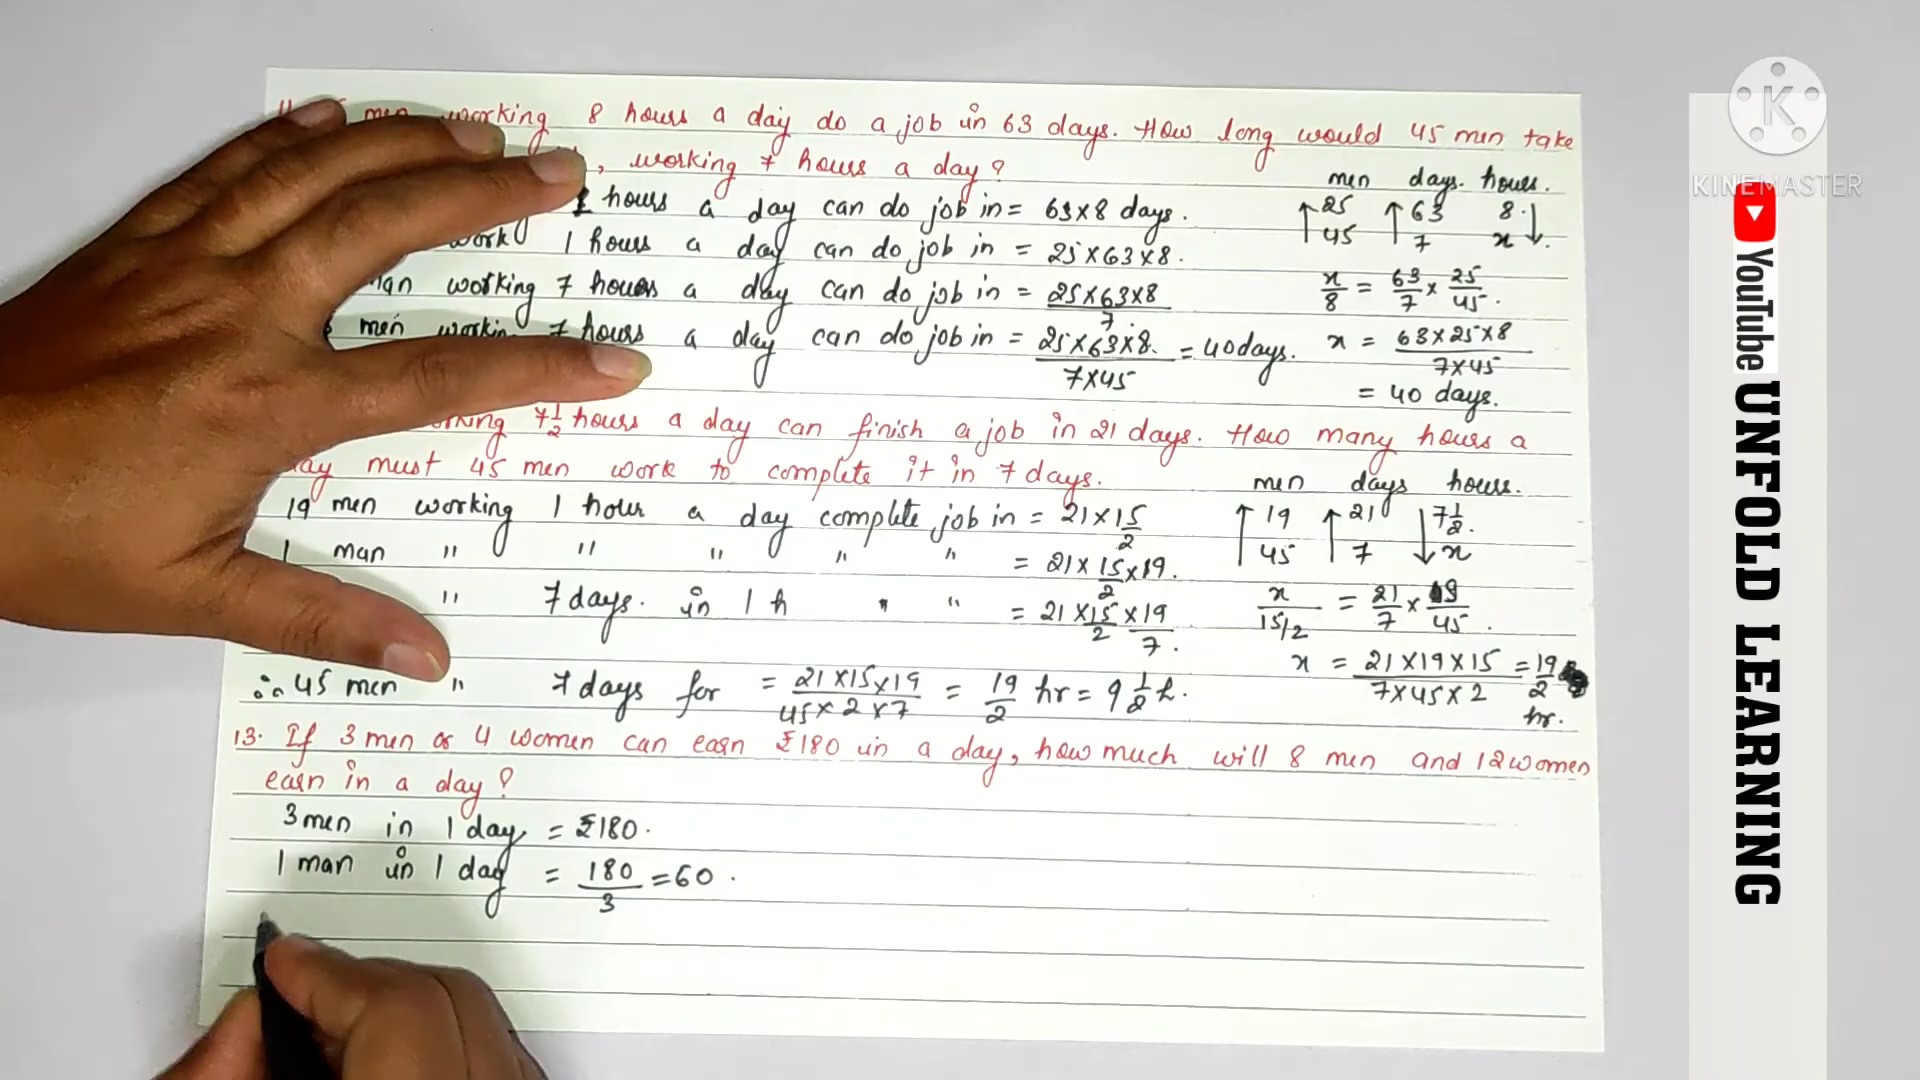 men working 8 hours a day do a job in 63 days. How long would 45 men take
, working 7 hours a day?
hours a day can do job in = 63×8 days.
work 1 hours a day can do job in = 25×63×8.
man working 7 hours a day can do job in = 25×63×8/7
men working 7 hours a day can do job in = 25×63×8/7×45 = 40days.
men days. hours.
↑25 ↑63 8↓
45 7 x
x/8 = 63/7 × 25/45.
x = 63×25×8/7×45
= 40 days.
7 1/2 hours a day can finish a job in 21 days. How many hours a
must 45 men work to complete it in 7 days.
19 men working 1 hour a day complete job in = 21×15/2
1 man " " " " " = 21×15/2×19.
" 7 days. in 1 h " " = 21×15/2×19/7.
∴ 45 men " 7 days for = 21×15×19/45×2×7 = 19/2 hr = 9 1/2 h.
men days hours.
↑19 ↑21 ↓7 1/2.
45 7 x
x/15/2 = 21/7 × 19/45.
x = 21×19×15/7×45×2 = 19/2
hr.
13. If 3 men or 4 women can earn ₹180 in a day, how much will 8 men and 12 women
earn in a day?
3 men in 1 day = ₹180.
1 man in 1 day = 180/3 = 60.
KINEMASTER
YouTube
UNFOLD LEARNING